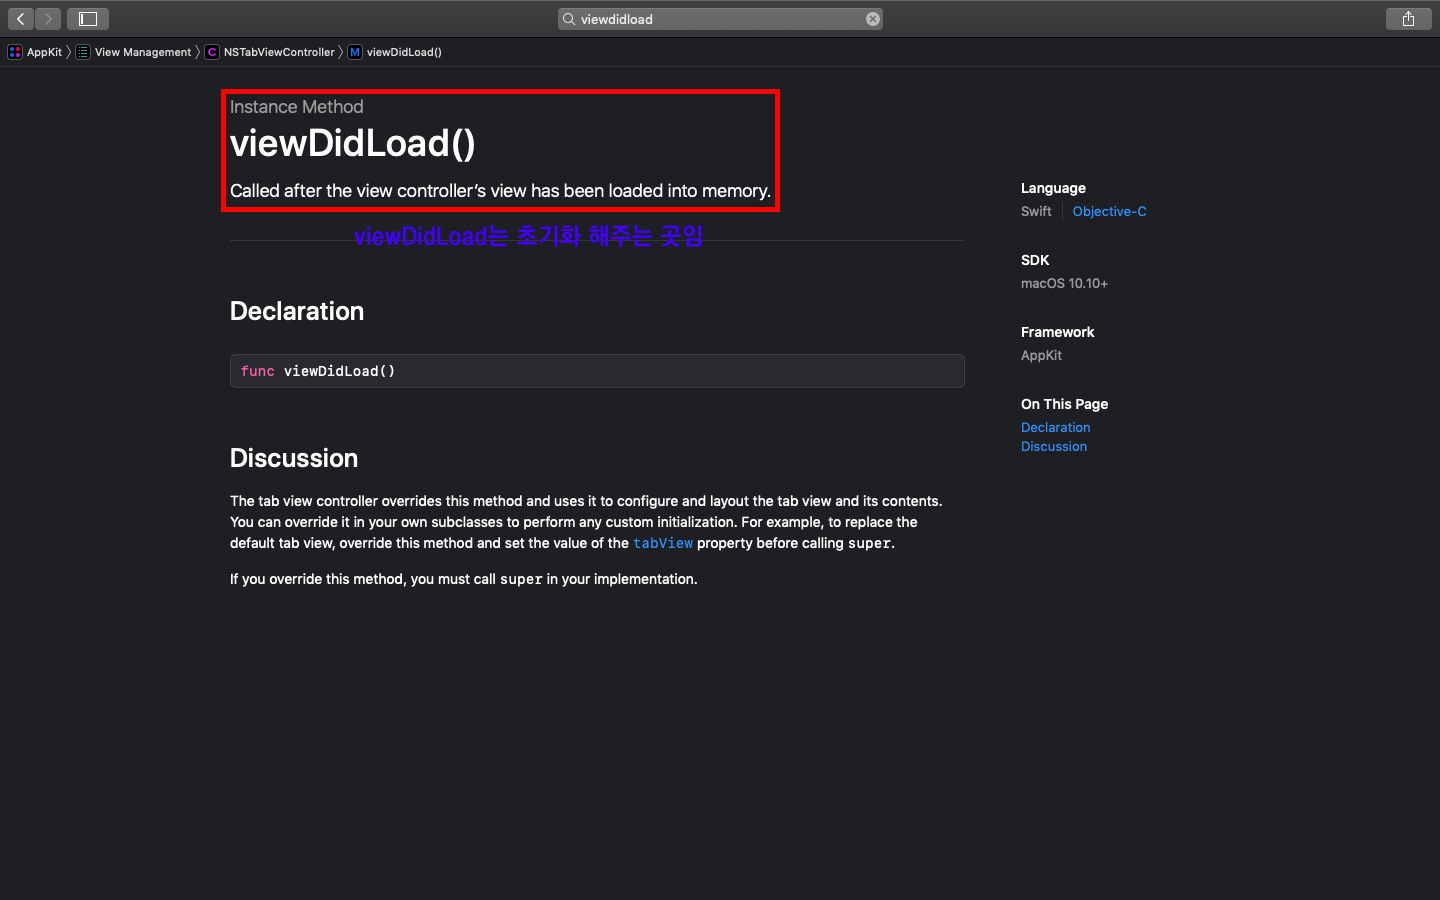 viewdidload
AppKit
View Management
C
NSTabViewController
M
viewDidLoad()
Instance Method
viewDidLoad()
Called after the view controller’s view has been loaded into memory.
viewDidLoad는 초기화 해주는 곳임
Declaration
func viewDidLoad()
Discussion
The tab view controller overrides this method and uses it to configure and layout the tab view and its contents.
You can override it in your own subclasses to perform any custom initialization. For example, to replace the
default tab view, override this method and set the value of the tabView property before calling super.
If you override this method, you must call super in your implementation.
Language
Swift
Objective-C
SDK
macOS 10.10+
Framework
AppKit
On This Page
Declaration
Discussion